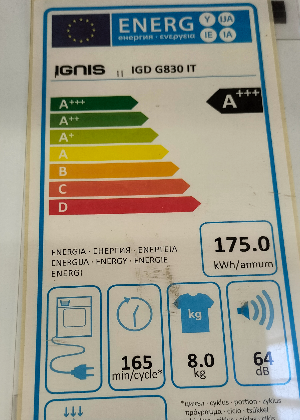 ENERG Y IJA
енергия · ενεργεια IE IA
IGNIS IGD G830 IT
A+++
A+++
A++
A+
A
B
C
D
ENERGIA · ЕНЕРГИЯ · ΕΝΕΡΓΕΙΑ
ENERGIJA · ENERGY · ENERGIE
ENERGI
175.0
kWh/annum
kg
165
min/cycle*
8.0
kg
64
dB